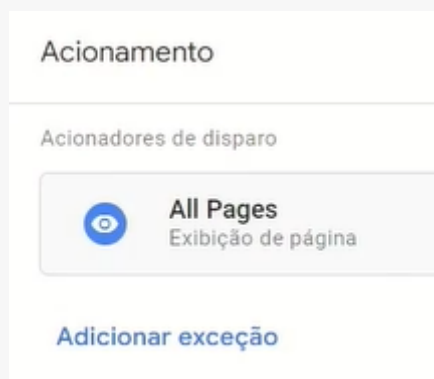 Acionamento
Acionadores de disparo
All Pages
Exibição de página
Adicionar exceção